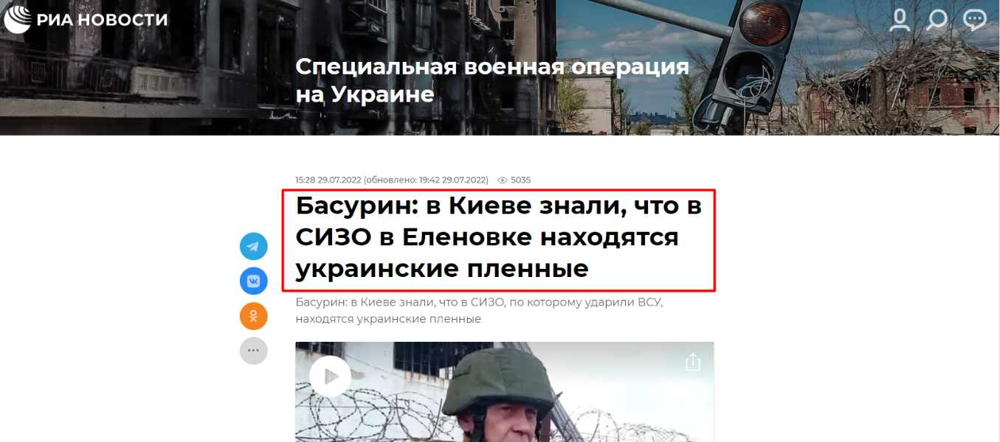 РИА НОВОСТИ
Специальная военная операция
на Украине
15:28 29.07.2022 (обновлено: 19:42 29.07.2022) 5035
Басурин: в Киеве знали, что в
СИЗО в Еленовке находятся
украинские пленные
Басурин: в Киеве знали, что в СИЗО, по которому ударили ВСУ,
находятся украинские пленные